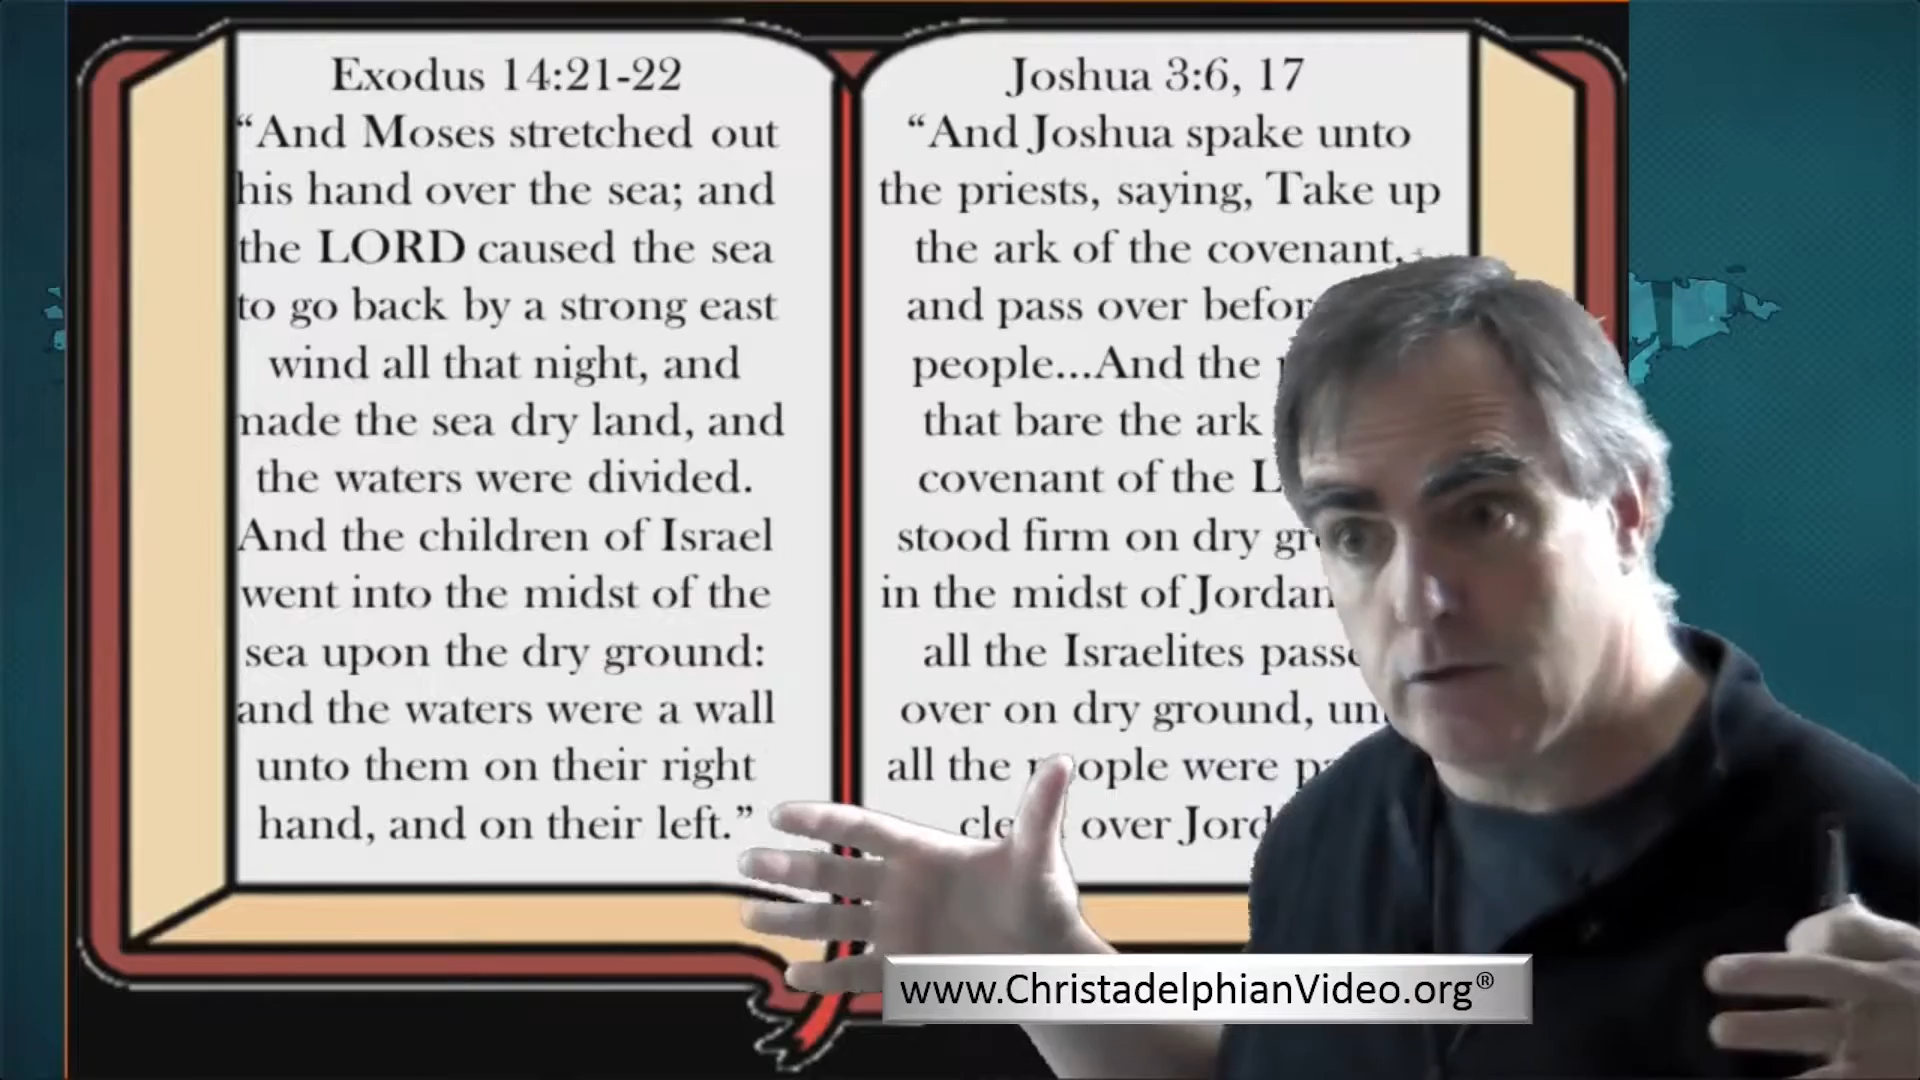 Exodus 14:21-22
“And Moses stretched out
his hand over the sea; and
the LORD caused the sea
to go back by a strong east
wind all that night, and
made the sea dry land, and
the waters were divided.
And the children of Israel
went into the midst of the
sea upon the dry ground:
and the waters were a wall
unto them on their right
hand, and on their left.”
Joshua 3:6, 17
“And Joshua spake unto
the priests, saying, Take up
the ark of the covenant,
and pass over
people...And the
that bare the ark
covenant of the
stood firm on dry
in the midst of Jordan
all the Israelites
over on dry ground,
all the people were
over
www.ChristadelphianVideo.org®